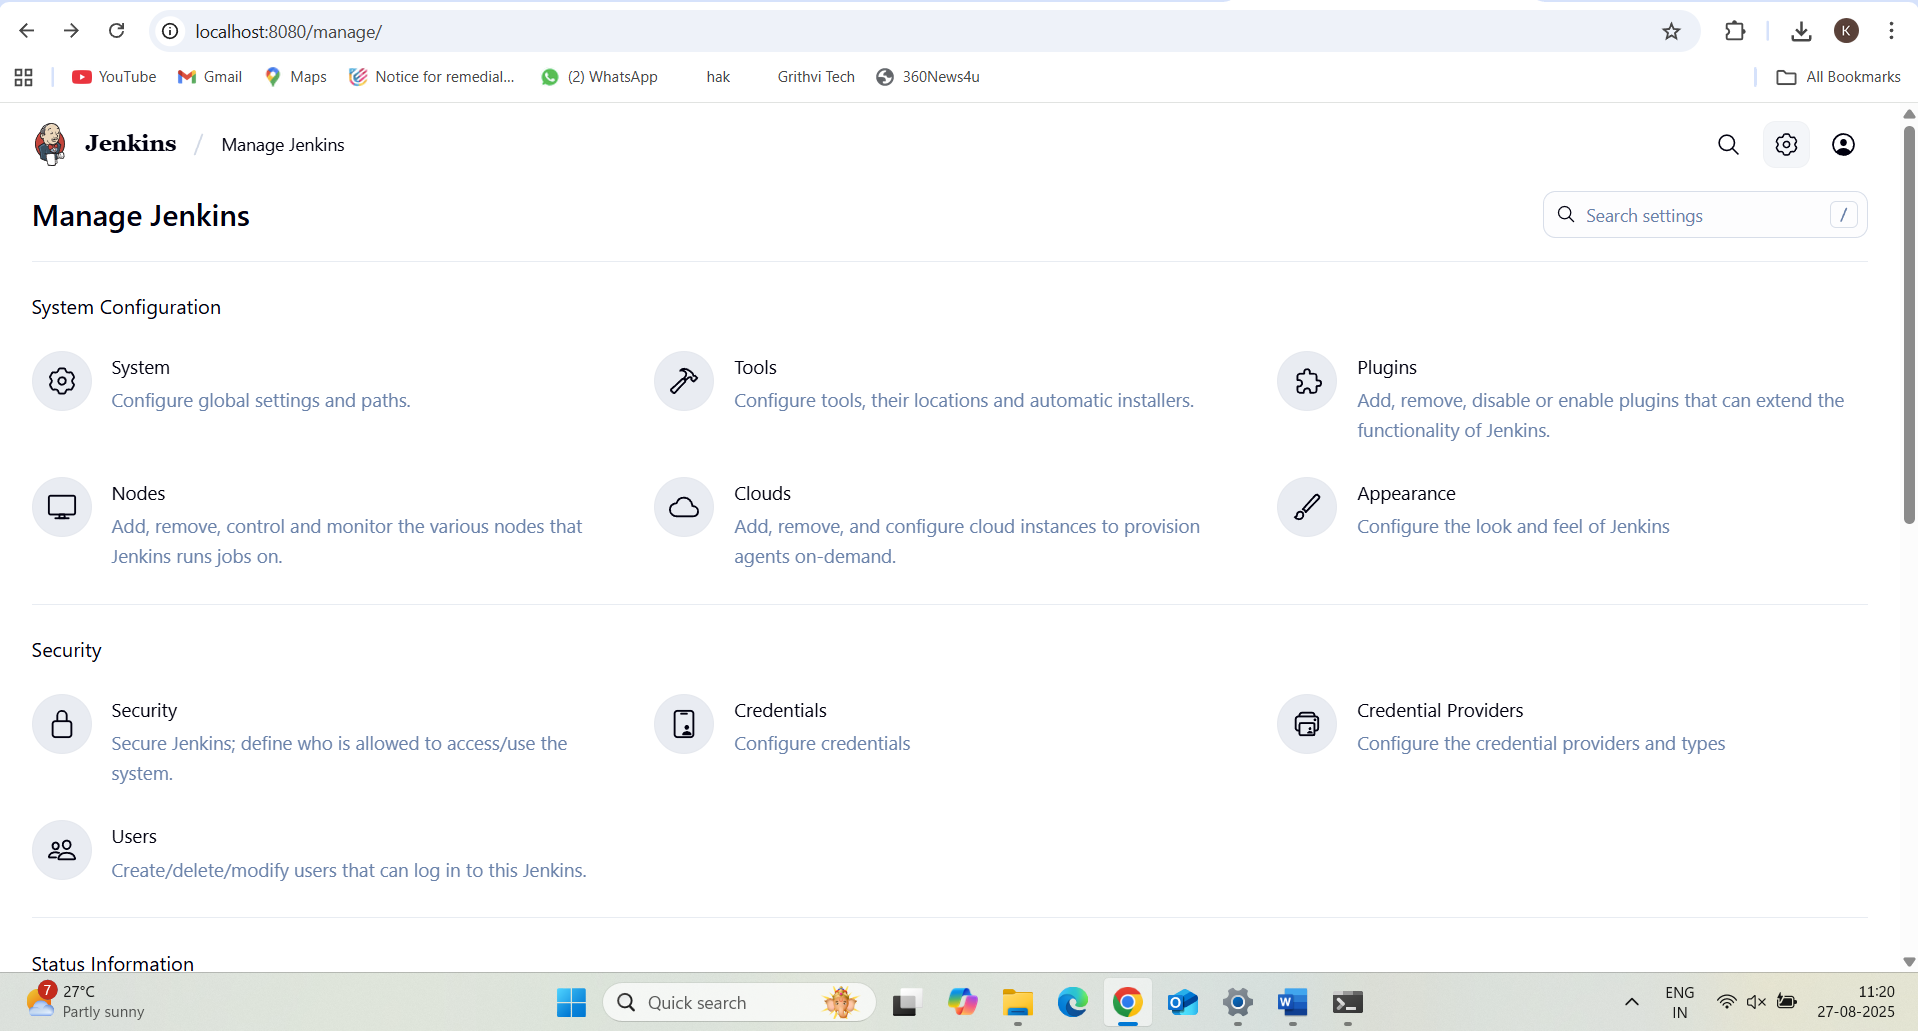 localhost:8080/manage/
K
YouTube Gmail Maps Notice for remedial... (2) WhatsApp hak Grithvi Tech 360News4u All Bookmarks
Jenkins / Manage Jenkins
Manage Jenkins
Search settings /
System Configuration
System
Configure global settings and paths.
Tools
Configure tools, their locations and automatic installers.
Plugins
Add, remove, disable or enable plugins that can extend the
functionality of Jenkins.
Nodes
Add, remove, control and monitor the various nodes that
Jenkins runs jobs on.
Clouds
Add, remove, and configure cloud instances to provision
agents on-demand.
Appearance
Configure the look and feel of Jenkins
Security
Security
Secure Jenkins; define who is allowed to access/use the
system.
Credentials
Configure credentials
Credential Providers
Configure the credential providers and types
Users
Create/delete/modify users that can log in to this Jenkins.
Status Information
7
27°C
Partly sunny
Quick search
ENG
IN
11:20
27-08-2025